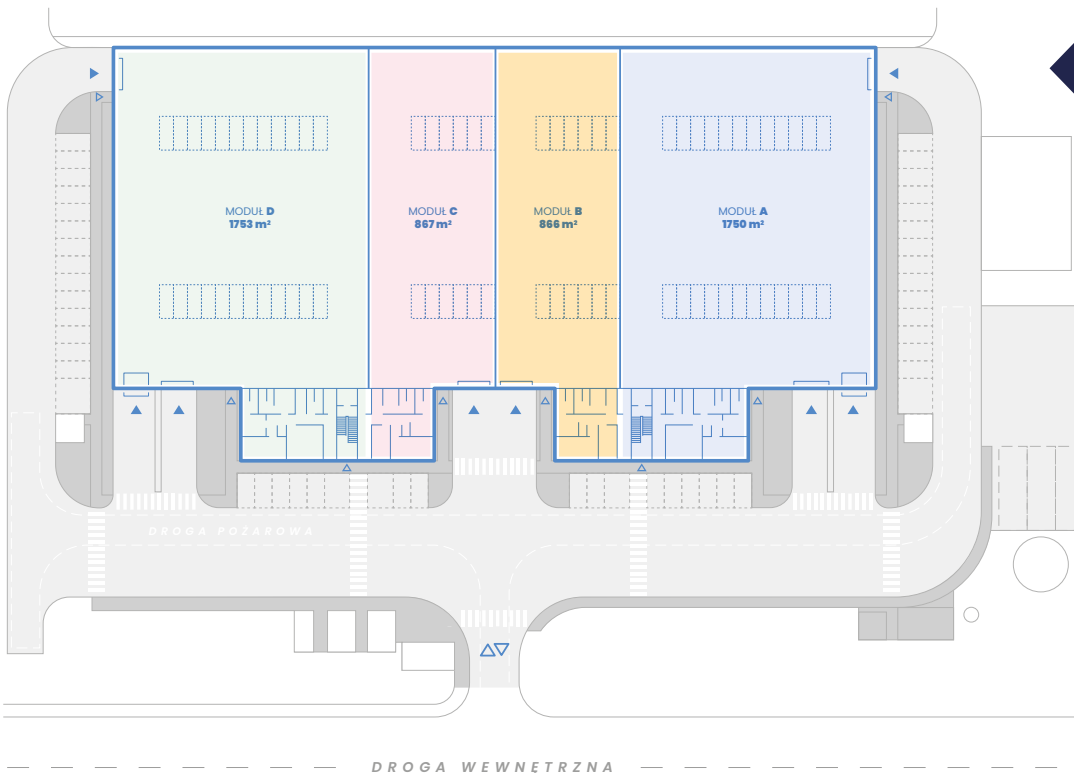 MODUŁ D
1753 m²
MODUŁ C
867 m²
MODUŁ B
866 m²
MODUŁ A
1750 m²
DROGA POŻAROWA
DROGA WEWNĘTRZNA